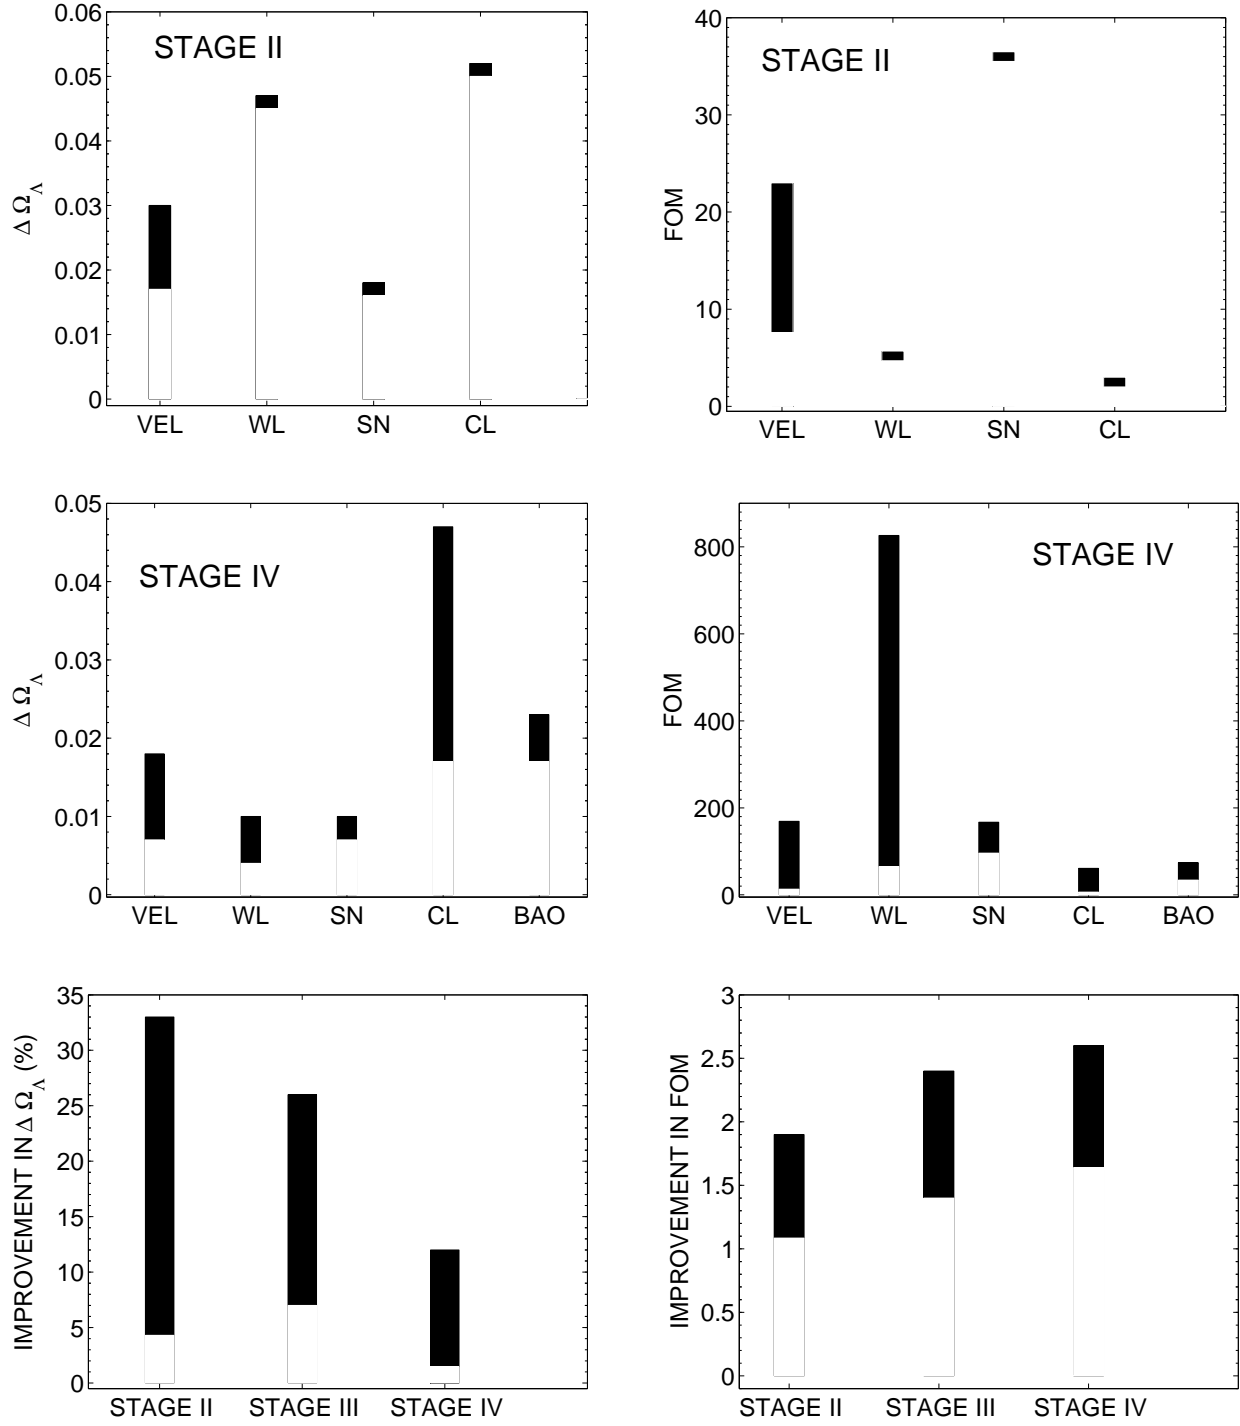 STAGE II
0.06
0.05
0.04
0.03
0.02
0.01
0
Δ Ω_Λ
VEL WL SN CL
STAGE II
40
30
20
10
0
FOM
VEL WL SN CL
STAGE IV
0.05
0.04
0.03
0.02
0.01
0
Δ Ω_Λ
VEL WL SN CL BAO
STAGE IV
800
600
400
200
0
FOM
VEL WL SN CL BAO
35
30
25
20
15
10
5
0
IMPROVEMENT IN Δ Ω_Λ (%)
STAGE II STAGE III STAGE IV
3
2.5
2
1.5
1
0.5
0
IMPROVEMENT IN FOM
STAGE II STAGE III STAGE IV